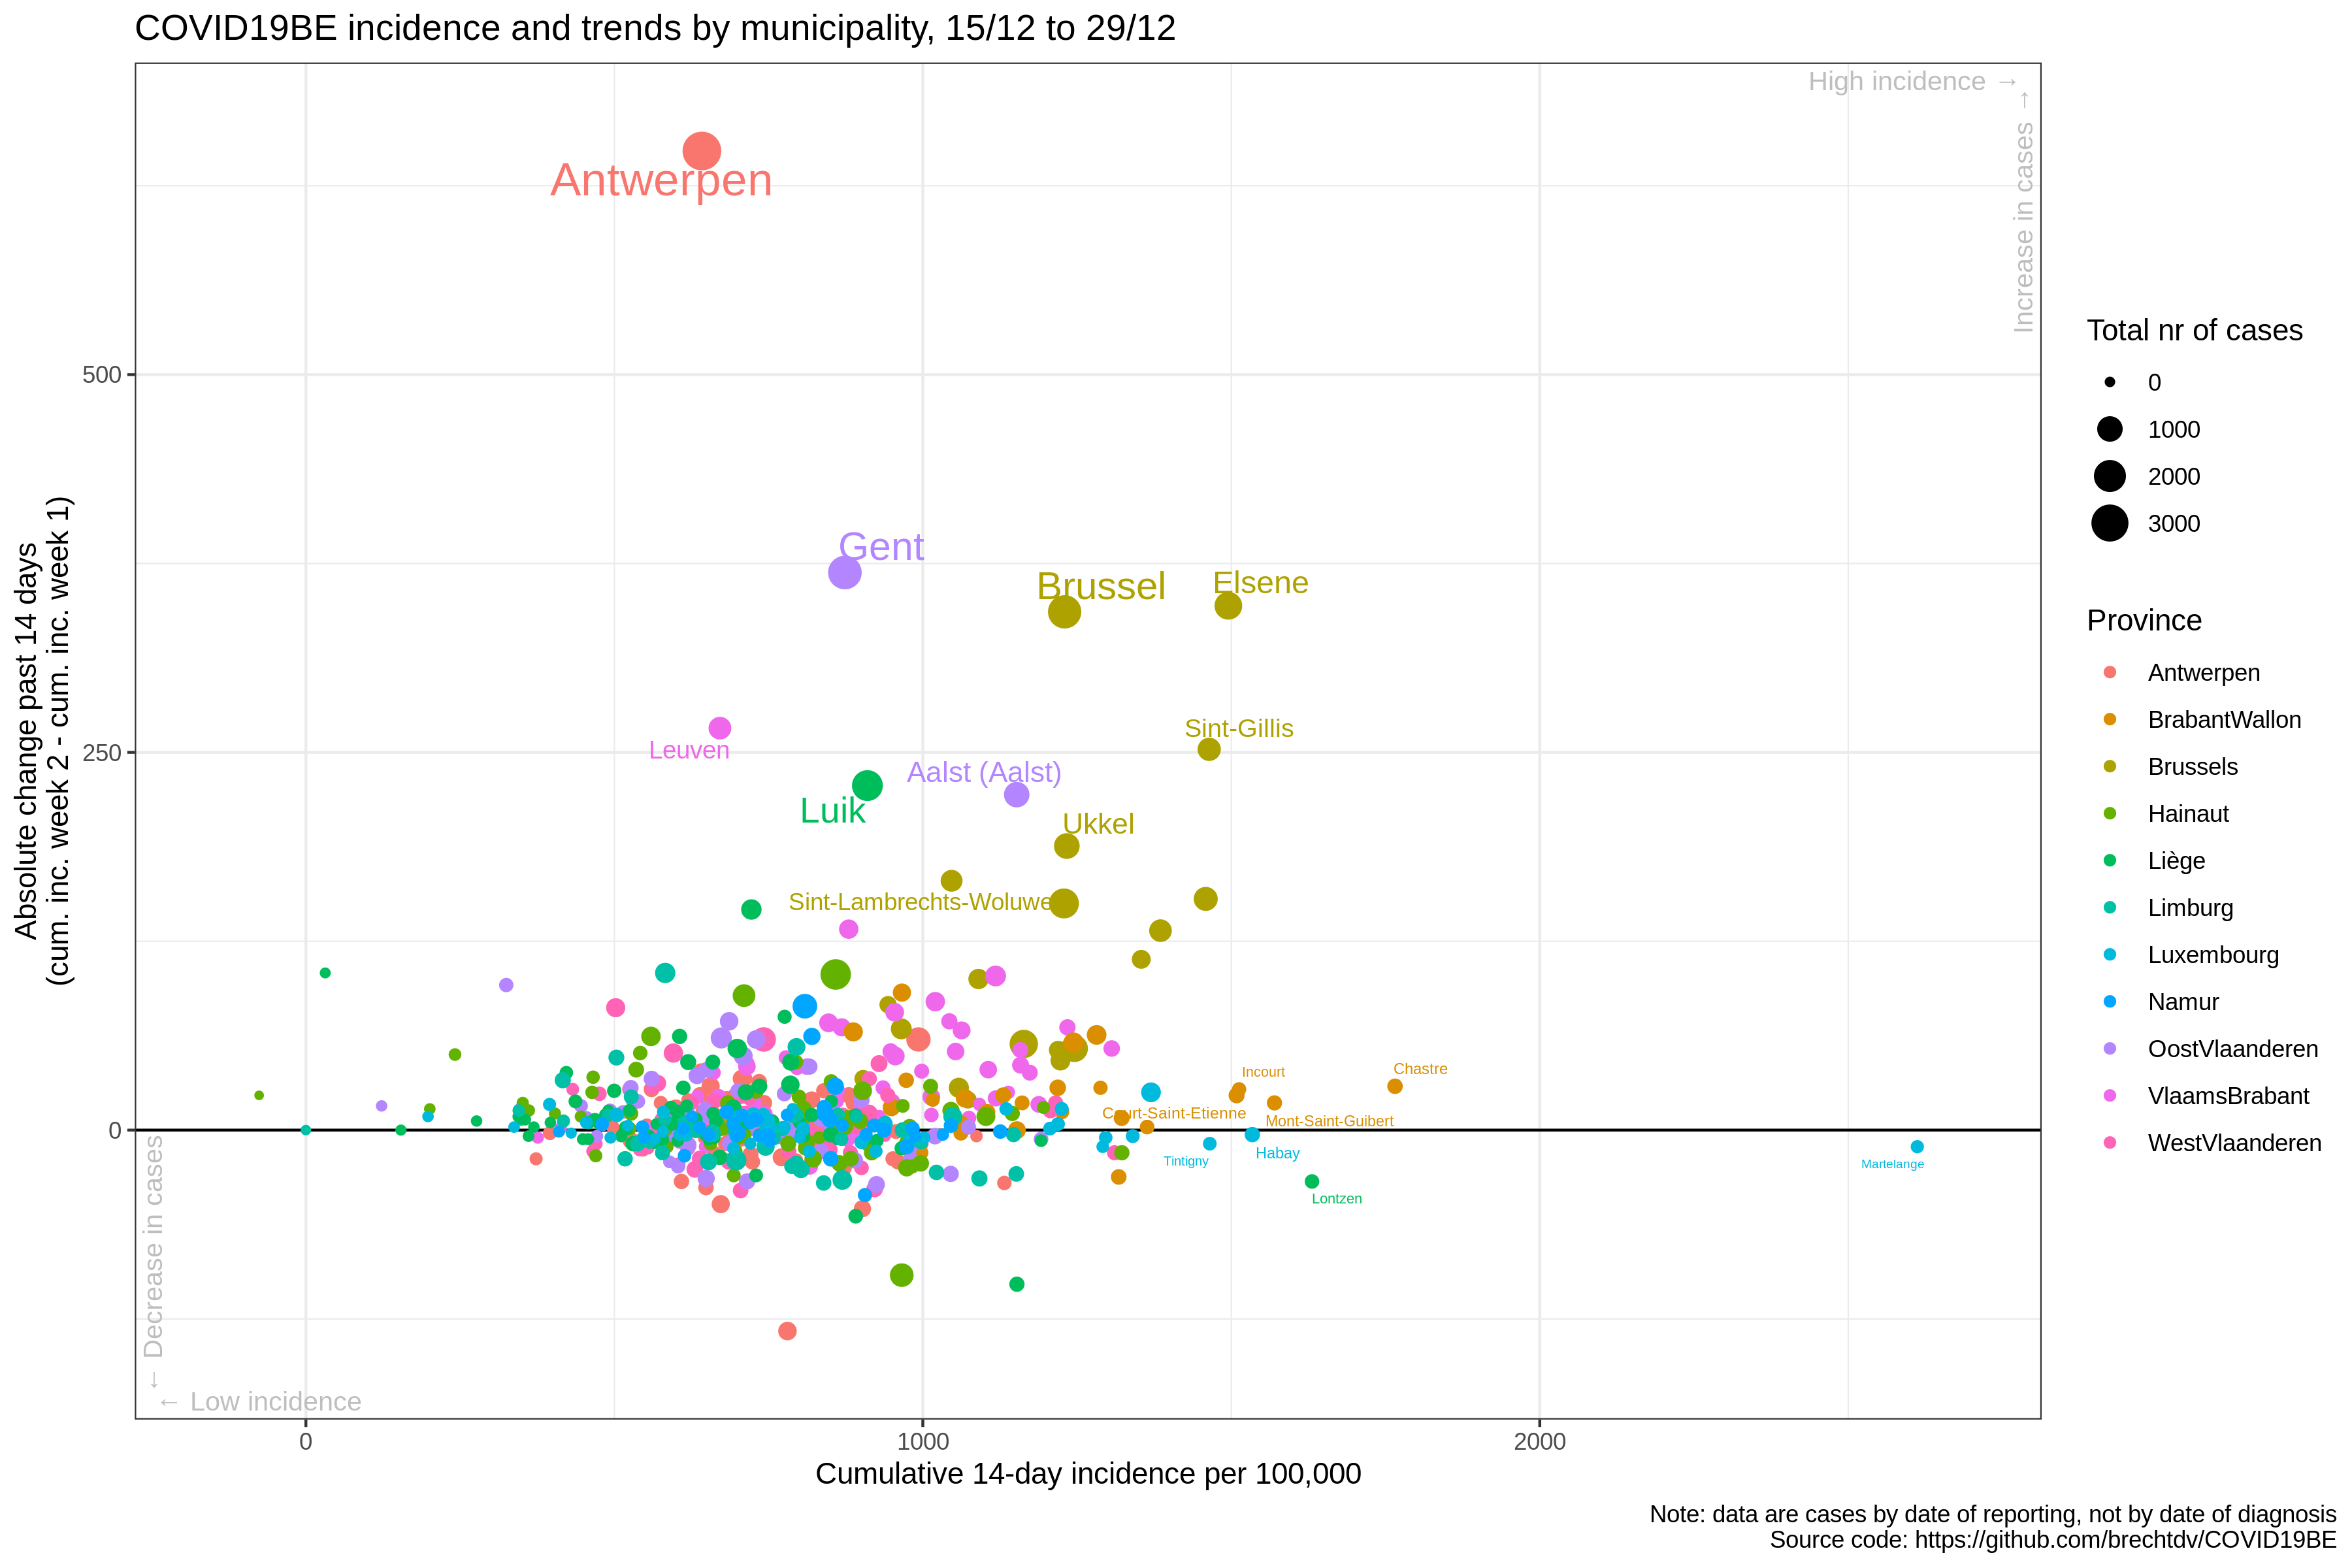 COVID19BE incidence and trends by municipality, 15/12 to 29/12
High incidence →
Increase in cases →
Antwerpen
500
Gent
Brussel
Elsene
Leuven
Sint-Gillis
250
Aalst (Aalst)
Luik
Ukkel
Sint-Lambrechts-Woluwe
Incourt
Chastre
Court-Saint-Etienne
Mont-Saint-Guibert
0
Tintigny
Habay
Martelange
Lontzen
← Decrease in cases
← Low incidence
0
1000
2000
Absolute change past 14 days
(cum. inc. week 2 - cum. inc. week 1)
Cumulative 14-day incidence per 100,000
Total nr of cases
0
1000
2000
3000
Province
Antwerpen
BrabantWallon
Brussels
Hainaut
Liège
Limburg
Luxembourg
Namur
OostVlaanderen
VlaamsBrabant
WestVlaanderen
Note: data are cases by date of reporting, not by date of diagnosis
Source code: https://github.com/brechtdv/COVID19BE